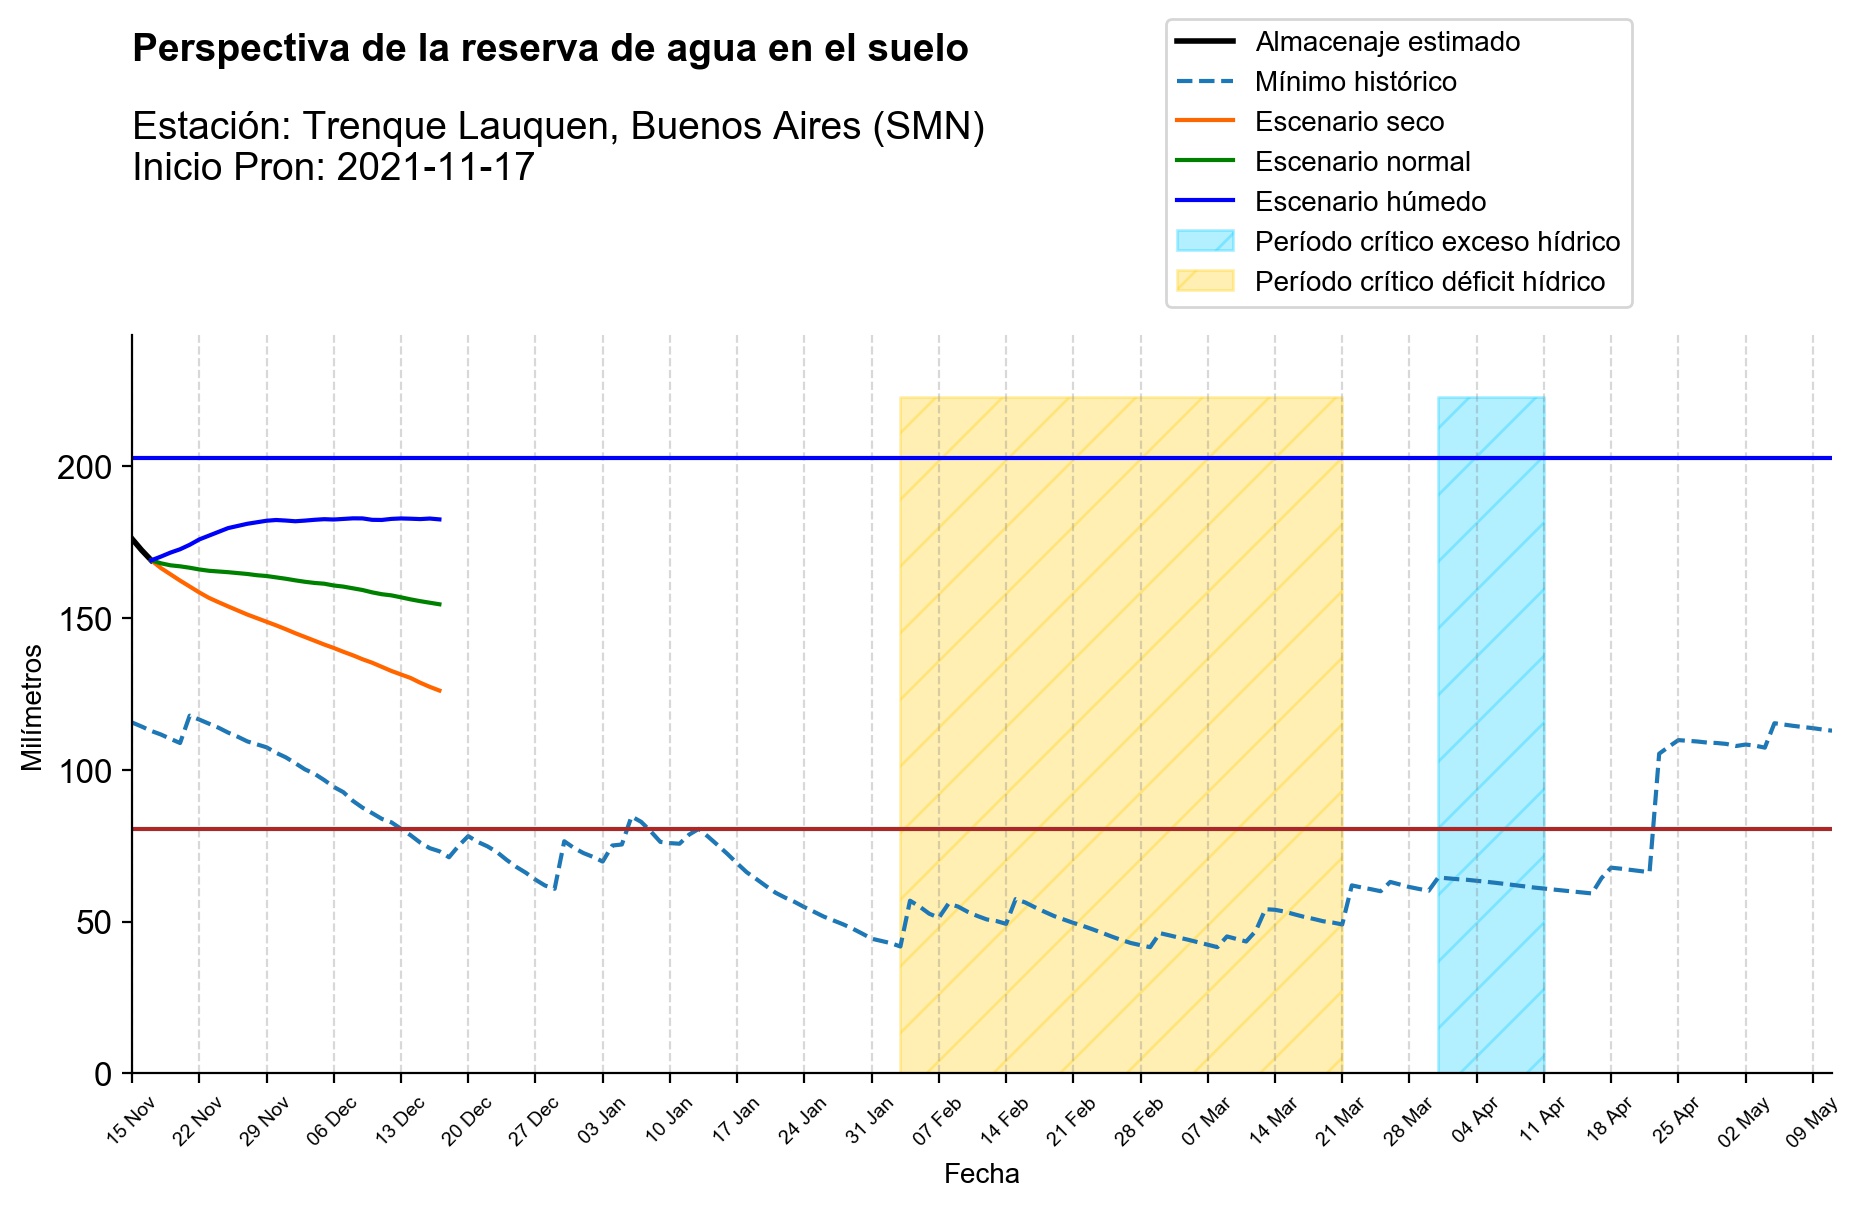 Perspectiva de la reserva de agua en el suelo
Estación: Trenque Lauquen, Buenos Aires (SMN)
Inicio Pron: 2021-11-17
Almacenaje estimado
Mínimo histórico
Escenario seco
Escenario normal
Escenario húmedo
Período crítico exceso hídrico
Período crítico déficit hídrico
Milímetros
200
150
100
50
0
15 Nov
22 Nov
29 Nov
06 Dec
13 Dec
20 Dec
27 Dec
03 Jan
10 Jan
17 Jan
24 Jan
31 Jan
07 Feb
14 Feb
21 Feb
28 Feb
07 Mar
14 Mar
21 Mar
28 Mar
04 Apr
11 Apr
18 Apr
25 Apr
02 May
09 May
Fecha